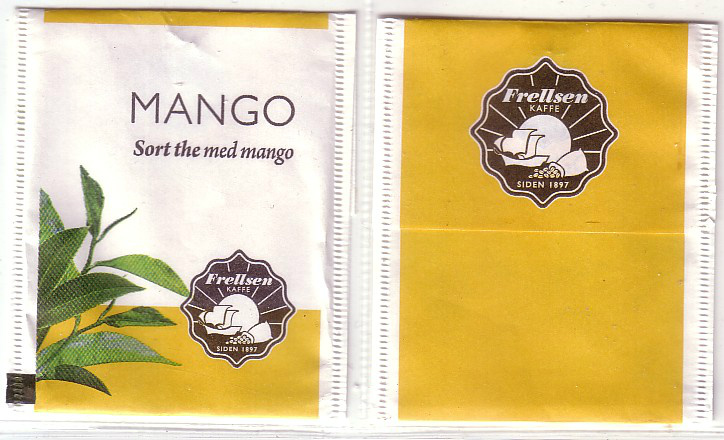 MANGO
Sort the med mango
Frellsen
KAFFE
SIDEN 1897
Frellsen
KAFFE
SIDEN 1897